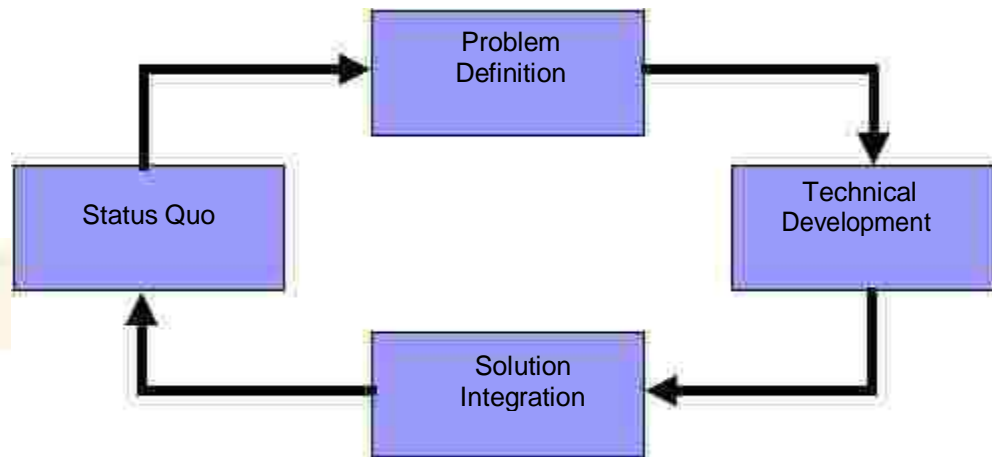 Problem
Definition
Status Quo
Technical
Development
Solution
Integration